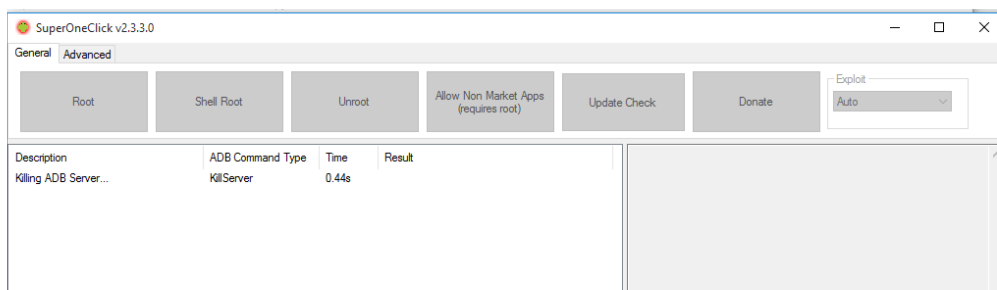 SuperOneClick v2.3.3.0
General Advanced
Root
Shell Root
Unroot
Allow Non Market Apps
(requires root)
Update Check
Donate
Exploit
Auto
Description ADB Command Type Time Result
Killing ADB Server... KillServer 0.44s